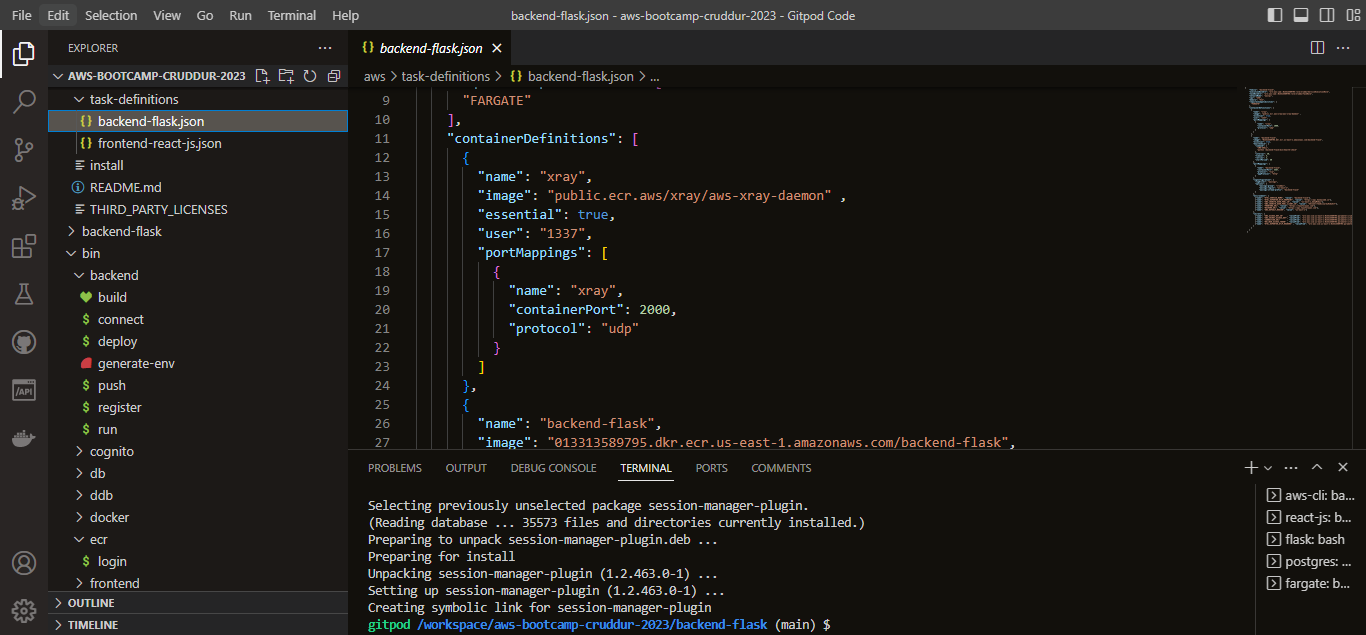 File Edit Selection View Go Run Terminal Help
backend-flask.json - aws-bootcamp-cruddur-2023 - Gitpod Code
EXPLORER
AWS-BOOTCAMP-CRUDDUR-2023
task-definitions
{} backend-flask.json
{} frontend-react-js.json
install
README.md
THIRD_PARTY_LICENSES
backend-flask
bin
backend
build
$ connect
$ deploy
generate-env
$ push
$ register
$ run
cognito
db
ddb
docker
ecr
$ login
frontend
OUTLINE
TIMELINE
{} backend-flask.json
aws > task-definitions > {} backend-flask.json > ...
9 "FARGATE"
10 ],
11 "containerDefinitions": [
12 {
13 "name": "xray",
14 "image": "public.ecr.aws/xray/aws-xray-daemon" ,
15 "essential": true,
16 "user": "1337",
17 "portMappings": [
18 {
19 "name": "xray",
20 "containerPort": 2000,
21 "protocol": "udp"
22 }
23 ]
24 },
25 {
26 "name": "backend-flask",
27 "image": "013313589795.dkr.ecr.us-east-1.amazonaws.com/backend-flask",
PROBLEMS OUTPUT DEBUG CONSOLE TERMINAL PORTS COMMENTS
Selecting previously unselected package session-manager-plugin.
(Reading database ... 35573 files and directories currently installed.)
Preparing to unpack session-manager-plugin.deb ...
Preparing for install
Unpacking session-manager-plugin (1.2.463.0-1) ...
Setting up session-manager-plugin (1.2.463.0-1) ...
Creating symbolic link for session-manager-plugin
gitpod /workspace/aws-bootcamp-cruddur-2023/backend-flask (main) $
aws-cli: ba...
react-js: b...
flask: bash
postgres: ...
fargate: b...